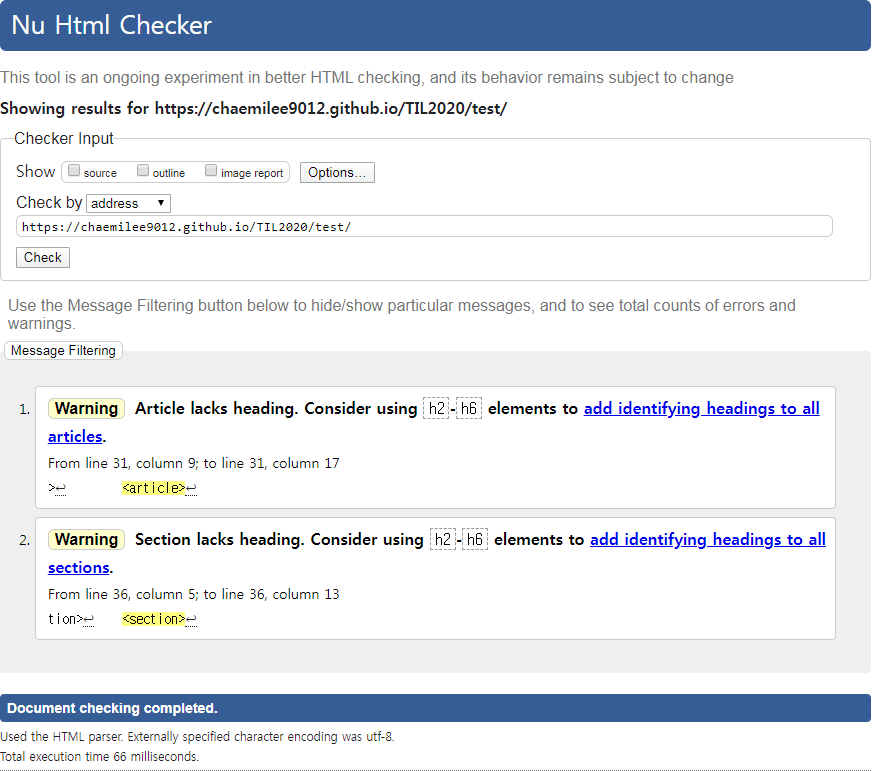 Nu Html Checker
This tool is an ongoing experiment in better HTML checking, and its behavior remains subject to change
Showing results for https://chaemilee9012.github.io/TIL2020/test/
Checker Input
Show source outline image report Options...
Check by address ▼
https://chaemilee9012.github.io/TIL2020/test/
Check
Use the Message Filtering button below to hide/show particular messages, and to see total counts of errors and
warnings.
Message Filtering
1. Warning Article lacks heading. Consider using h2-h6 elements to add identifying headings to all
articles.
From line 31, column 9; to line 31, column 17
>↩ <article>↩
2. Warning Section lacks heading. Consider using h2-h6 elements to add identifying headings to all
sections.
From line 36, column 5; to line 36, column 13
tion>↩ <section>↩
Document checking completed.
Used the HTML parser. Externally specified character encoding was utf-8.
Total execution time 66 milliseconds.